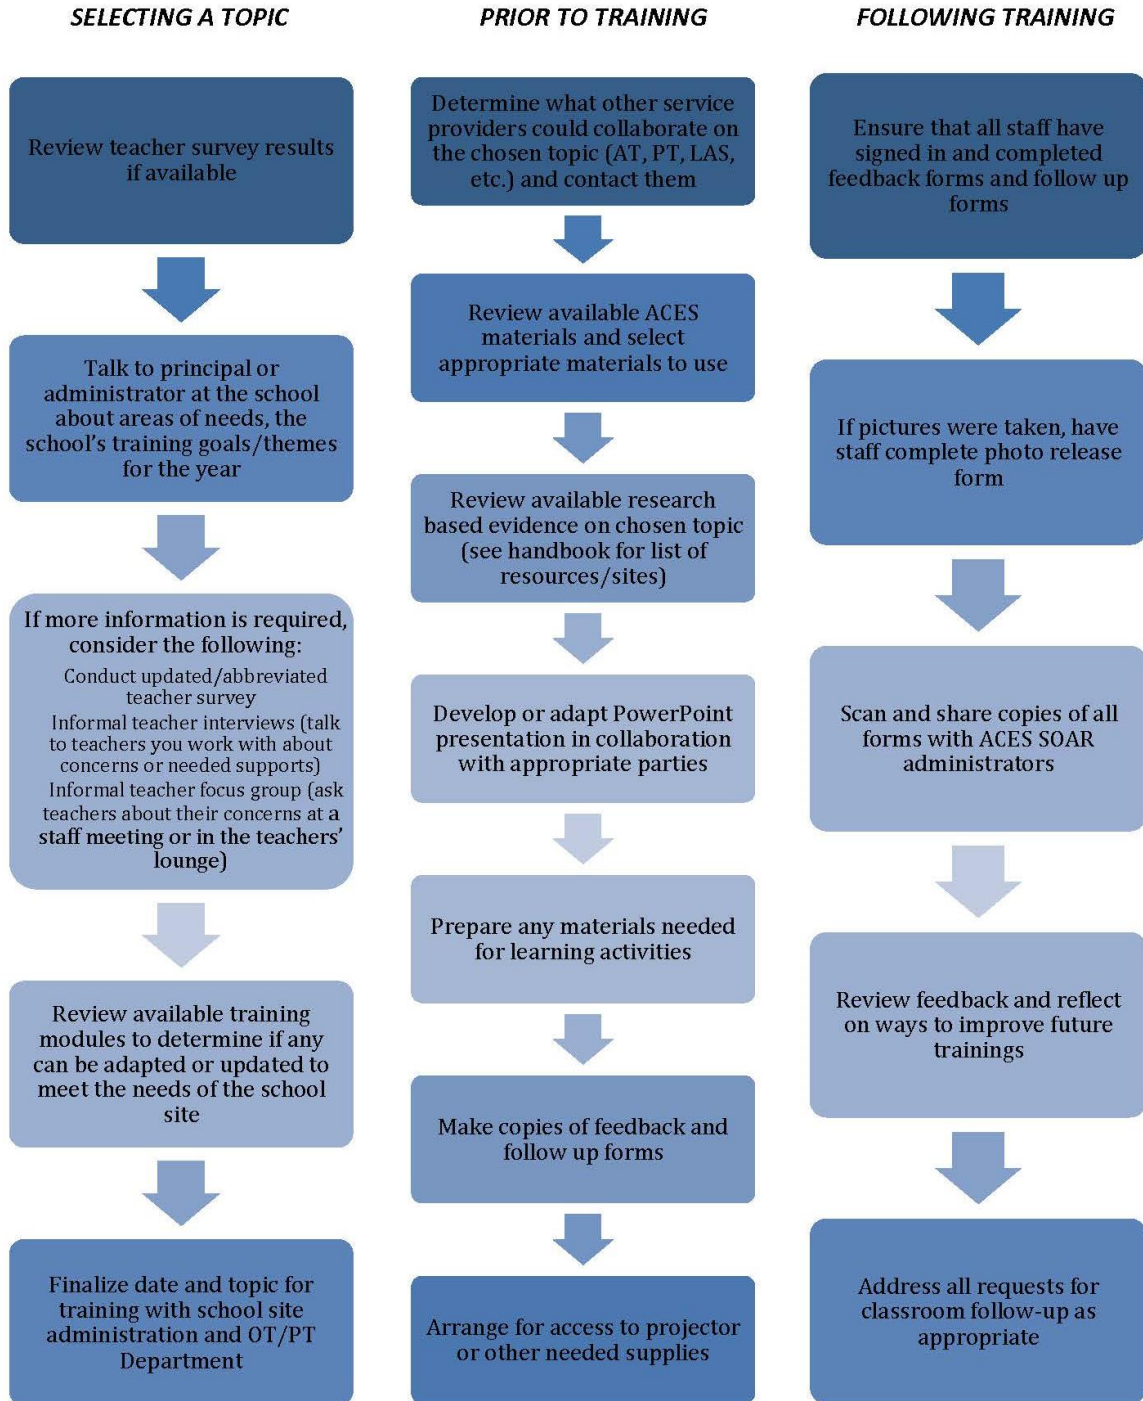 SELECTING A TOPIC
Review teacher survey results
if available
Talk to principal or
administrator at the school
about areas of needs, the
school's training goals/themes
for the year
If more information is required,
consider the following:
Conduct updated/abbreviated
teacher survey
Informal teacher interviews (talk
to teachers you work with about
concerns or needed supports)
Informal teacher focus group (ask
teachers about their concerns at a
staff meeting or in the teachers'
lounge)
Review available training
modules to determine if any
can be adapted or updated to
meet the needs of the school
site
Finalize date and topic for
training with school site
administration and OT/PT
Department
PRIOR TO TRAINING
Determine what other service
providers could collaborate on
the chosen topic (AT, PT, LAS,
etc.) and contact them
Review available ACES
materials and select
appropriate materials to use
Review available research
based evidence on chosen topic
(see handbook for list of
resources/sites)
Develop or adapt PowerPoint
presentation in collaboration
with appropriate parties
Prepare any materials needed
for learning activities
Make copies of feedback and
follow up forms
Arrange for access to projector
or other needed supplies
FOLLOWING TRAINING
Ensure that all staff have
signed in and completed
feedback forms and follow up
forms
If pictures were taken, have
staff complete photo release
form
Scan and share copies of all
forms with ACES SOAR
administrators
Review feedback and reflect
on ways to improve future
trainings
Address all requests for
classroom follow-up as
appropriate